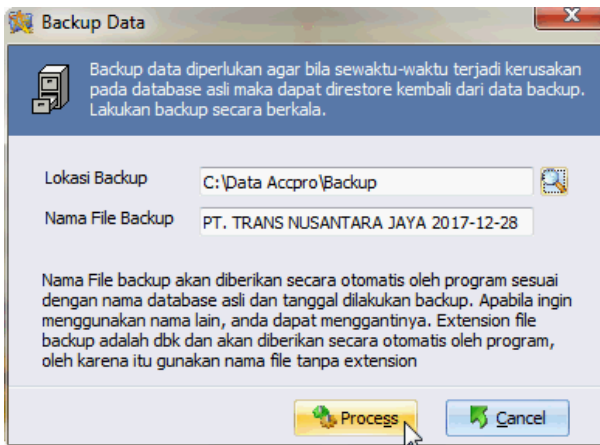 Backup Data
Backup data diperlukan agar bila sewaktu-waktu terjadi kerusakan
pada database asli maka dapat direstore kembali dari data backup.
Lakukan backup secara berkala.
Lokasi Backup
C:\Data Accpro\Backup
Nama File Backup
PT. TRANS NUSANTARA JAYA 2017-12-28
Nama File backup akan diberikan secara otomatis oleh program sesuai
dengan nama database asli dan tanggal dilakukan backup. Apabila ingin
menggunakan nama lain, anda dapat menggantinya. Extension file
backup adalah dbk dan akan diberikan secara otomatis oleh program,
oleh karena itu gunakan nama file tanpa extension
Process
Cancel